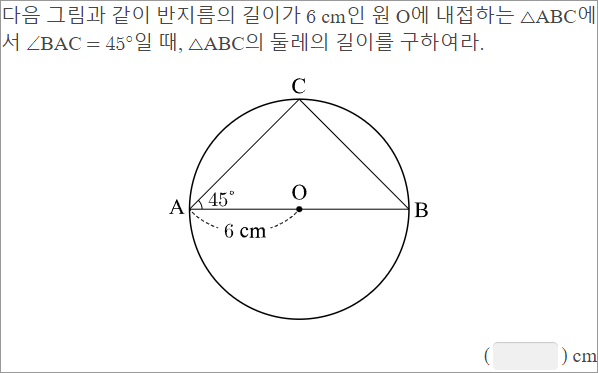 다음 그림과 같이 반지름의 길이가 6 cm인 원 O에 내접하는 △ABC에
서 ∠BAC = 45°일 때, △ABC의 둘레의 길이를 구하여라.
C
45°
O
A
B
6 cm
( ) cm